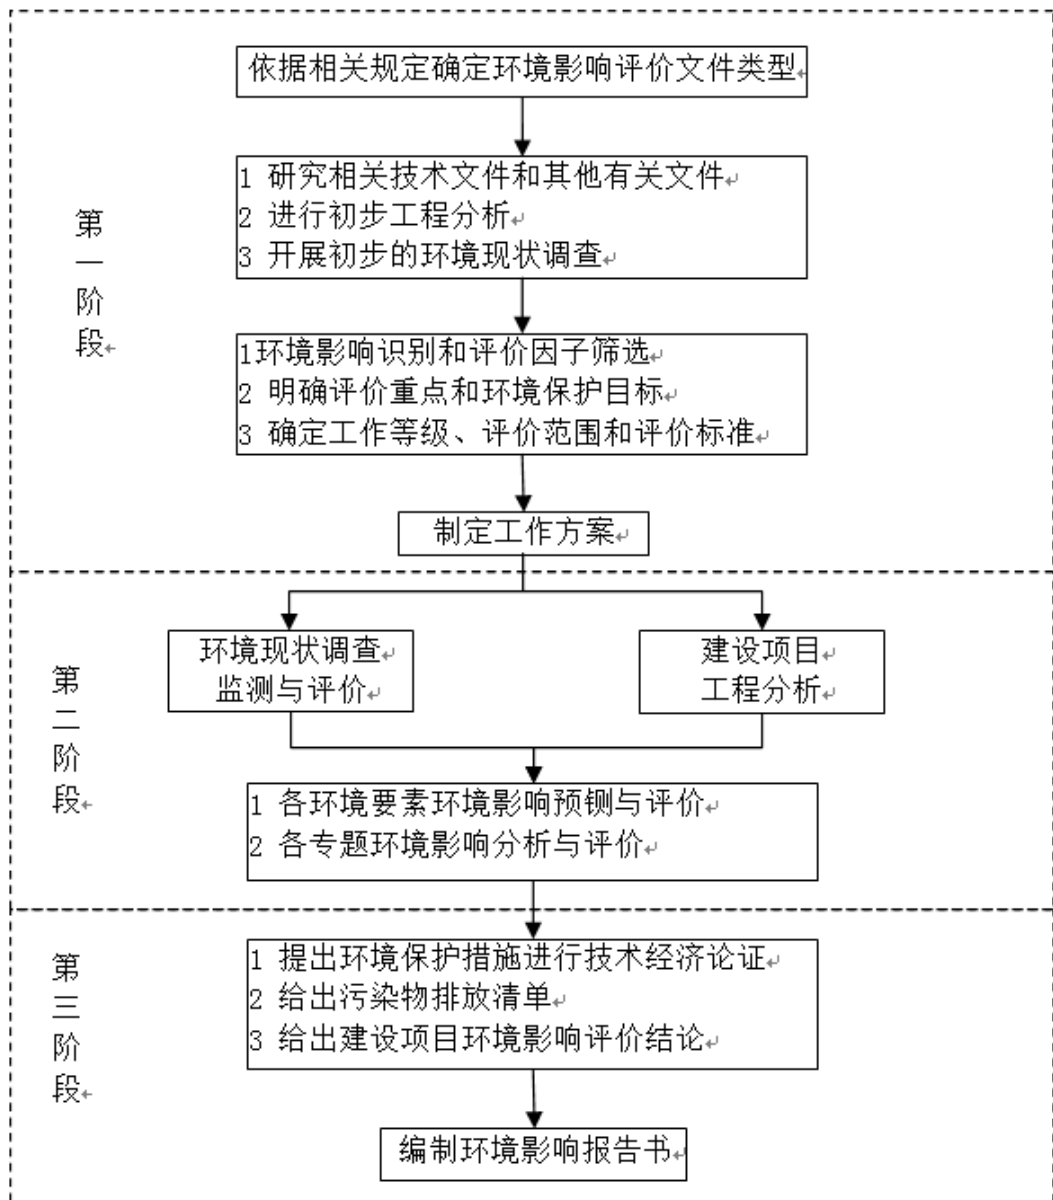 依据相关规定确定环境影响评价文件类型
第一阶段
1 研究相关技术文件和其他有关文件
2 进行初步工程分析
3 开展初步的环境现状调查
1环境影响识别和评价因子筛选
2 明确评价重点和环境保护目标
3 确定工作等级、评价范围和评价标准
制定工作方案
第二阶段
环境现状调查
监测与评价
建设项目
工程分析
1 各环境要素环境影响预铡与评价
2 各专题环境影响分析与评价
第三阶段
1 提出环境保护措施进行技术经济论证
2 给出污染物排放清单
3 给出建设项目环境影响评价结论
编制环境影响报告书